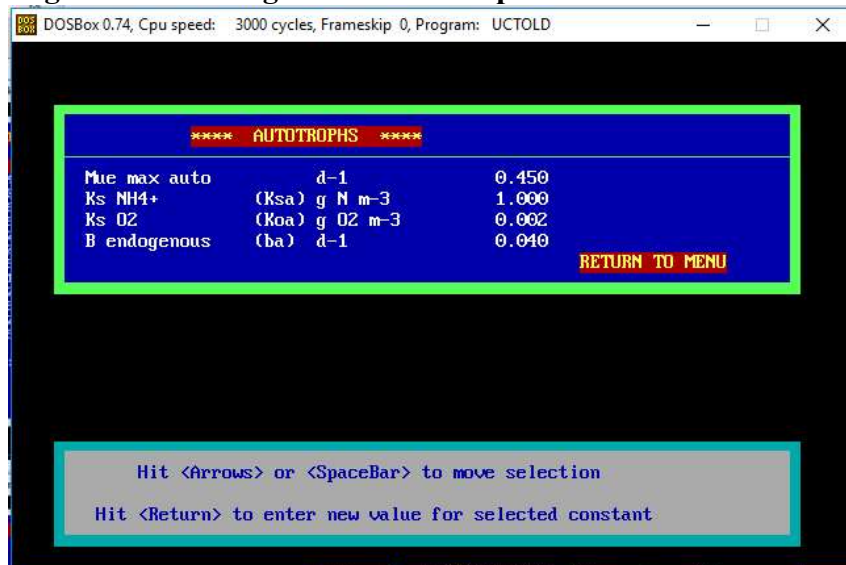 DOSBox 0.74, Cpu speed: 3000 cycles, Frameskip 0, Program: UCTOLD
**** AUTOTROPHS ****
Mue max auto d-1 0.450
Ks NH4+ (Ksa) g N m-3 1.000
Ks O2 (Koa) g O2 m-3 0.002
B endogenous (ba) d-1 0.040
RETURN TO MENU
Hit <Arrows> or <SpaceBar> to move selection
Hit <Return> to enter new value for selected constant